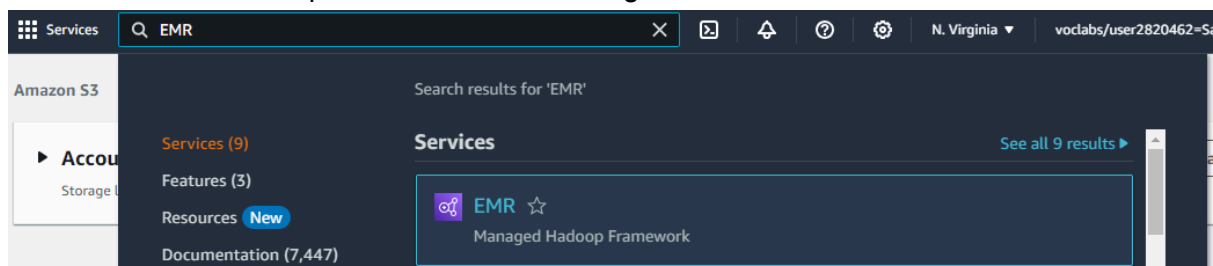 Services
EMR
N. Virginia ▼
voclabs/user2820462=Sa
Amazon S3
Search results for 'EMR'
Services (9)
Services
See all 9 results ▶
Accou
Features (3)
Storage L
EMR
Resources New
Managed Hadoop Framework
Documentation (7,447)